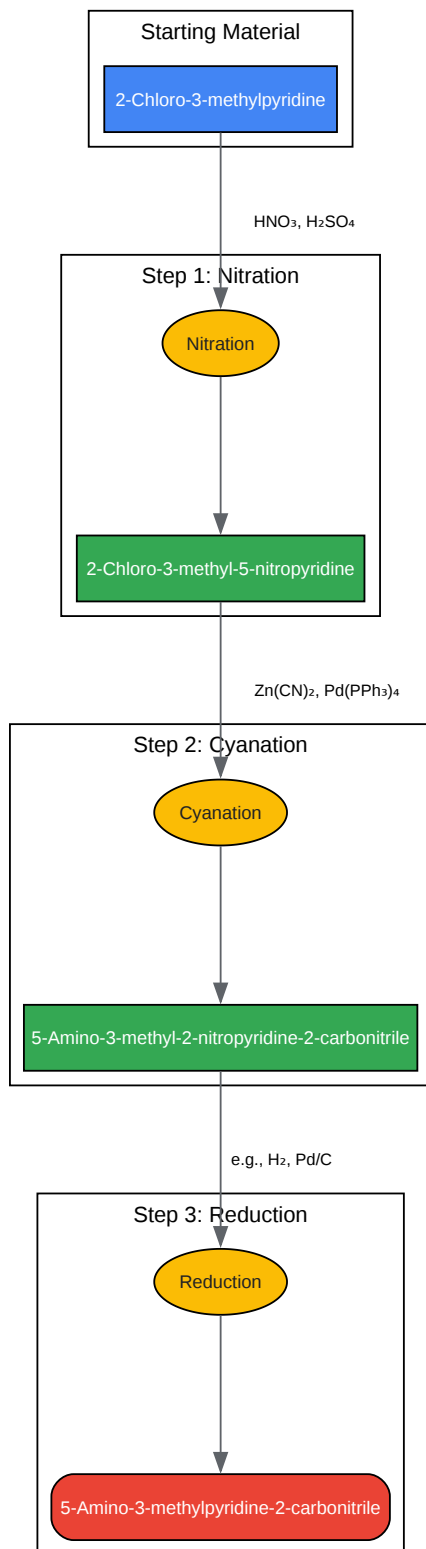 Starting Material
2-Chloro-3-methylpyridine
HNO₃, H₂SO₄
Step 1: Nitration
Nitration
2-Chloro-3-methyl-5-nitropyridine
Zn(CN)₂, Pd(PPh₃)₄
Step 2: Cyanation
Cyanation
5-Amino-3-methyl-2-nitropyridine-2-carbonitrile
e.g., H₂, Pd/C
Step 3: Reduction
Reduction
5-Amino-3-methylpyridine-2-carbonitrile